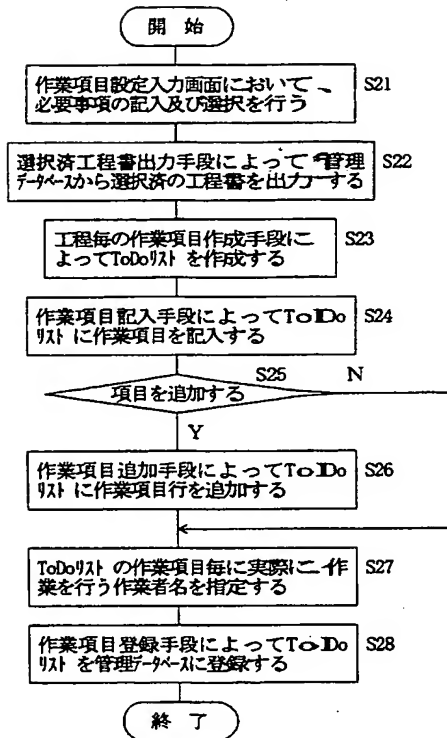 開 始
作業項目設定入力画面において、
必要事項の記入及び選択を行う
S21
選択済工程書出力手段によって管理
データベースから選択済の工程書を出力する
S22
工程毎の作業項目作成手段に
よってToDoリスト を作成する
S23
作業項目記入手段によってToDo
リスト に作業項目を記入する
S24
S25
項目を追加する
N
Y
作業項目追加手段によってToDo
リスト に作業項目行を追加する
S26
ToDoリスト の作業項目毎に実際に作
業を行う作業者名を指定する
S27
作業項目登録手段によってToDo
リスト を管理データベースに登録する
S28
終 了